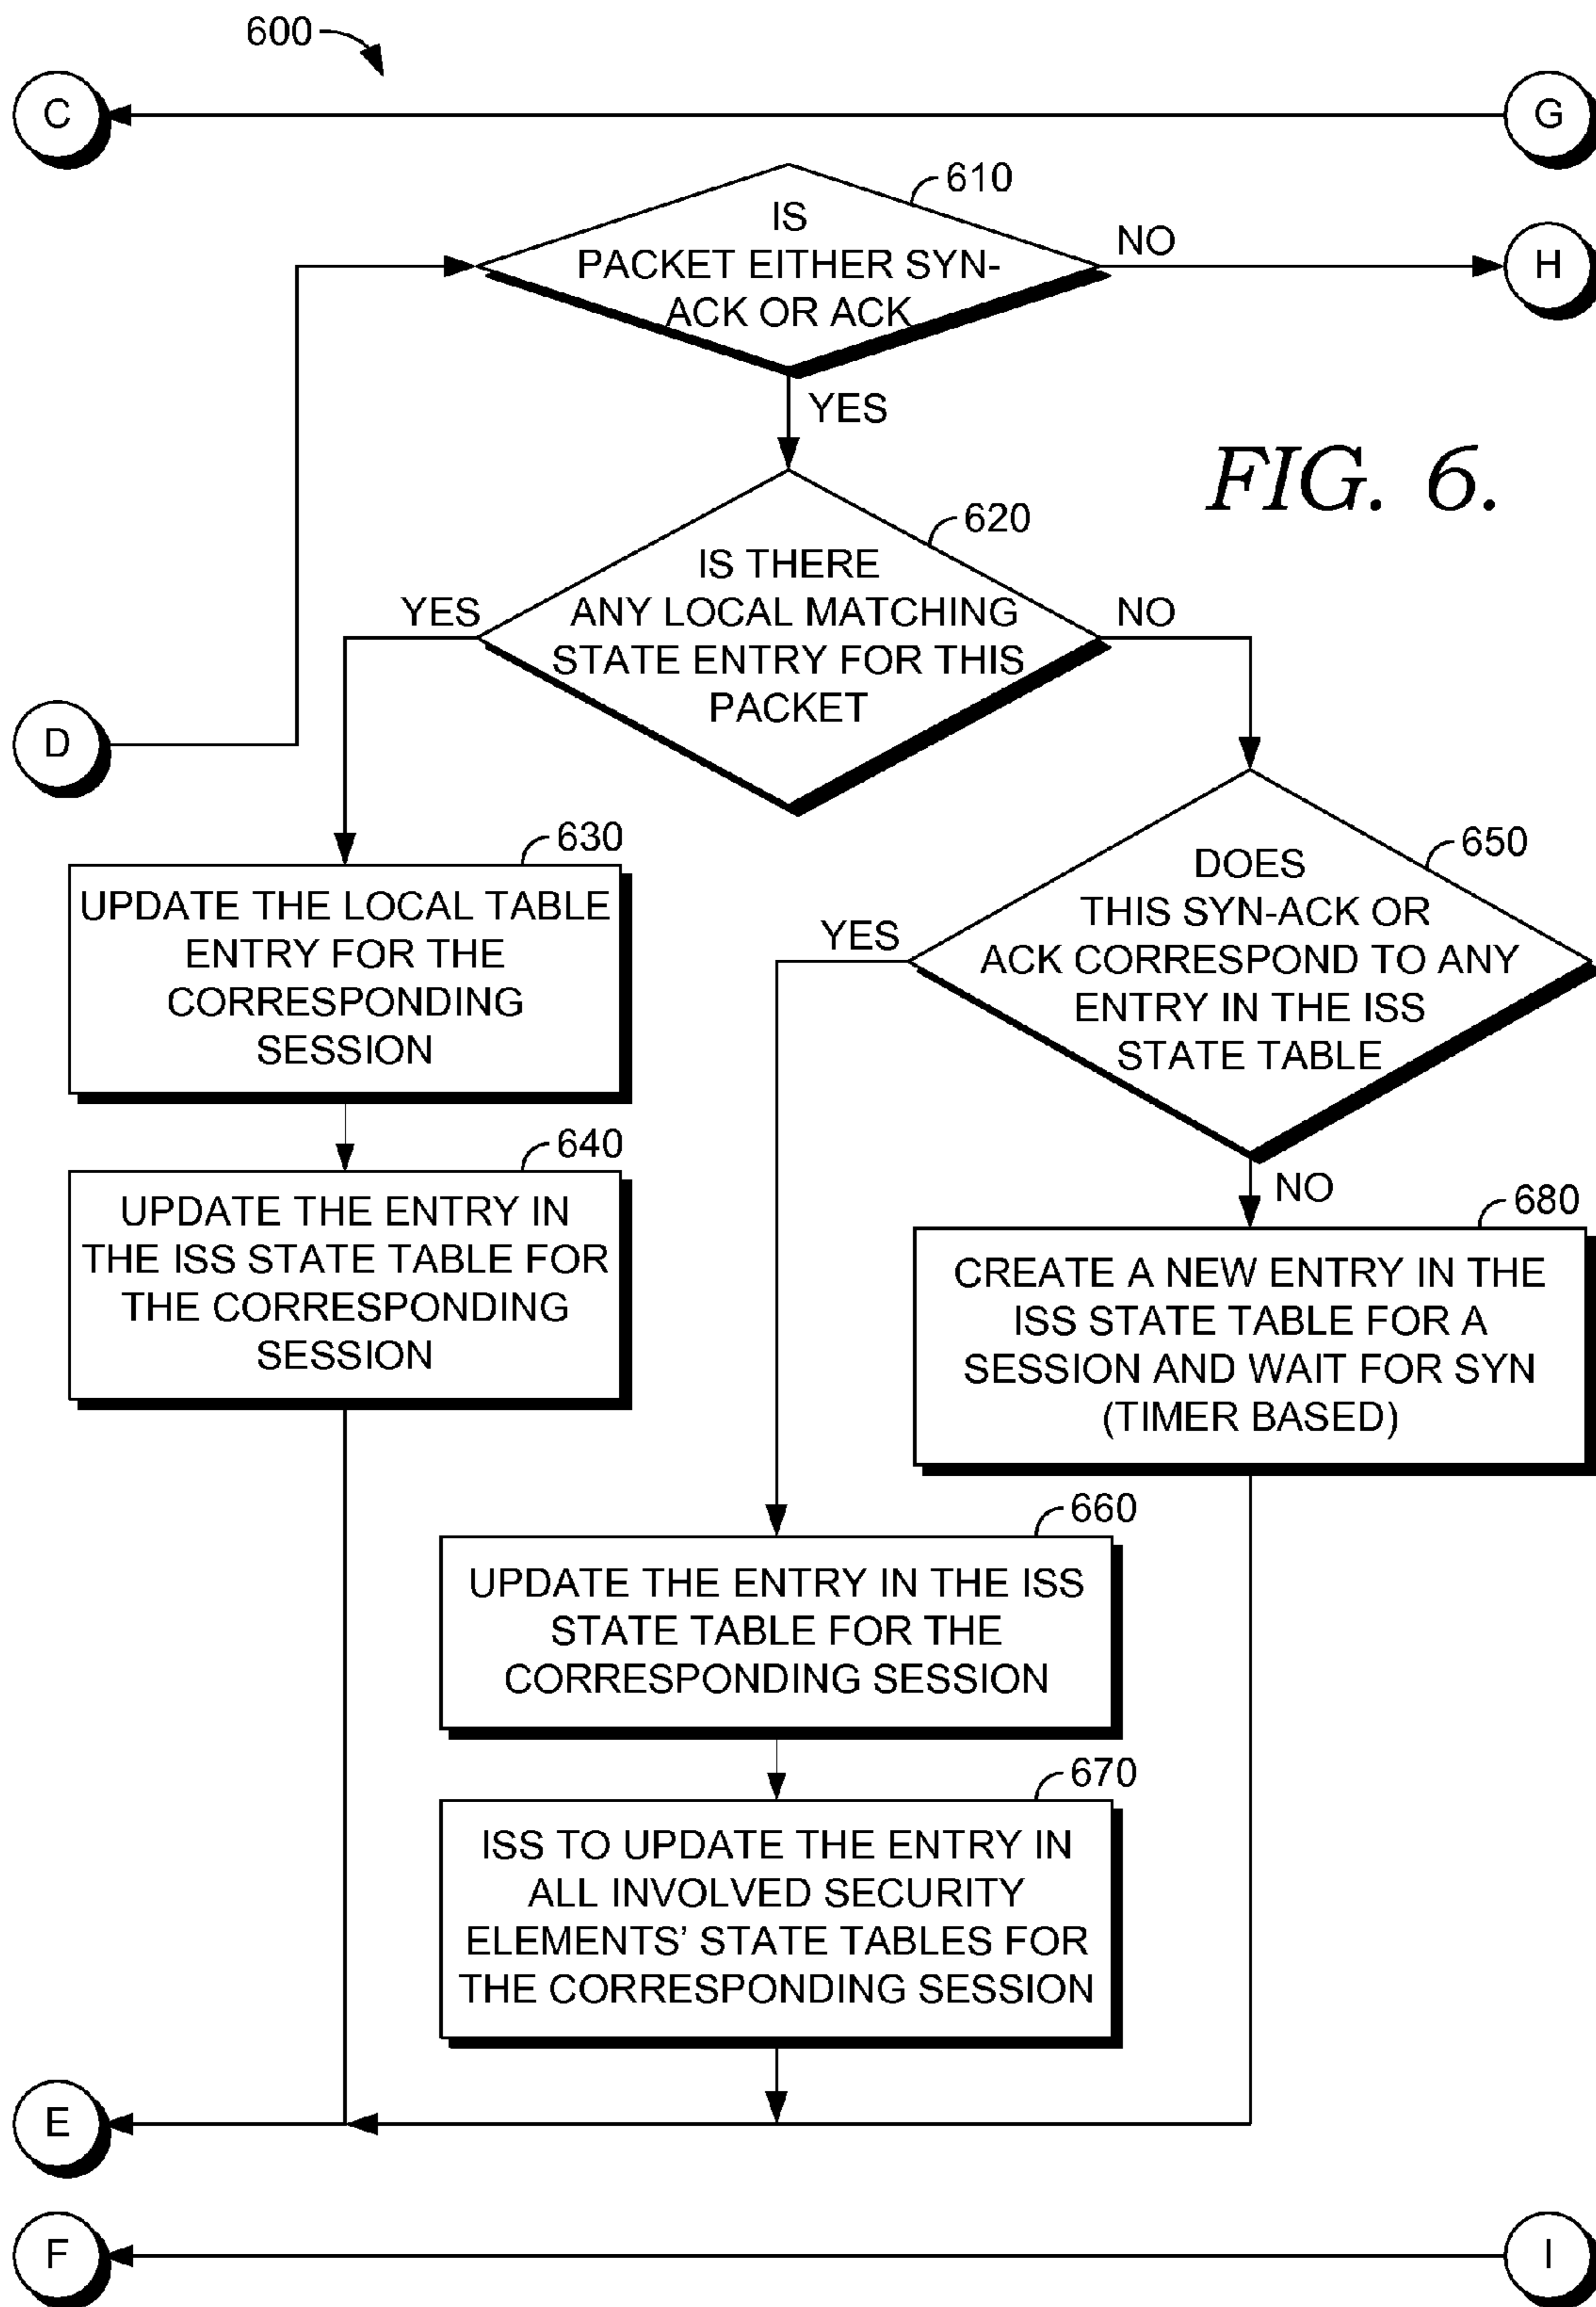 600
C
G
610
IS
PACKET EITHER SYN-
ACK OR ACK
NO
H
YES
FIG. 6.
620
IS THERE
ANY LOCAL MATCHING
STATE ENTRY FOR THIS
PACKET
YES
NO
D
630
UPDATE THE LOCAL TABLE
ENTRY FOR THE
CORRESPONDING
SESSION
650
DOES
THIS SYN-ACK OR
ACK CORRESPOND TO ANY
ENTRY IN THE ISS
STATE TABLE
YES
NO
640
UPDATE THE ENTRY IN
THE ISS STATE TABLE FOR
THE CORRESPONDING
SESSION
680
CREATE A NEW ENTRY IN THE
ISS STATE TABLE FOR A
SESSION AND WAIT FOR SYN
(TIMER BASED)
660
UPDATE THE ENTRY IN THE ISS
STATE TABLE FOR THE
CORRESPONDING SESSION
670
ISS TO UPDATE THE ENTRY IN
ALL INVOLVED SECURITY
ELEMENTS’ STATE TABLES FOR
THE CORRESPONDING SESSION
E
F
I